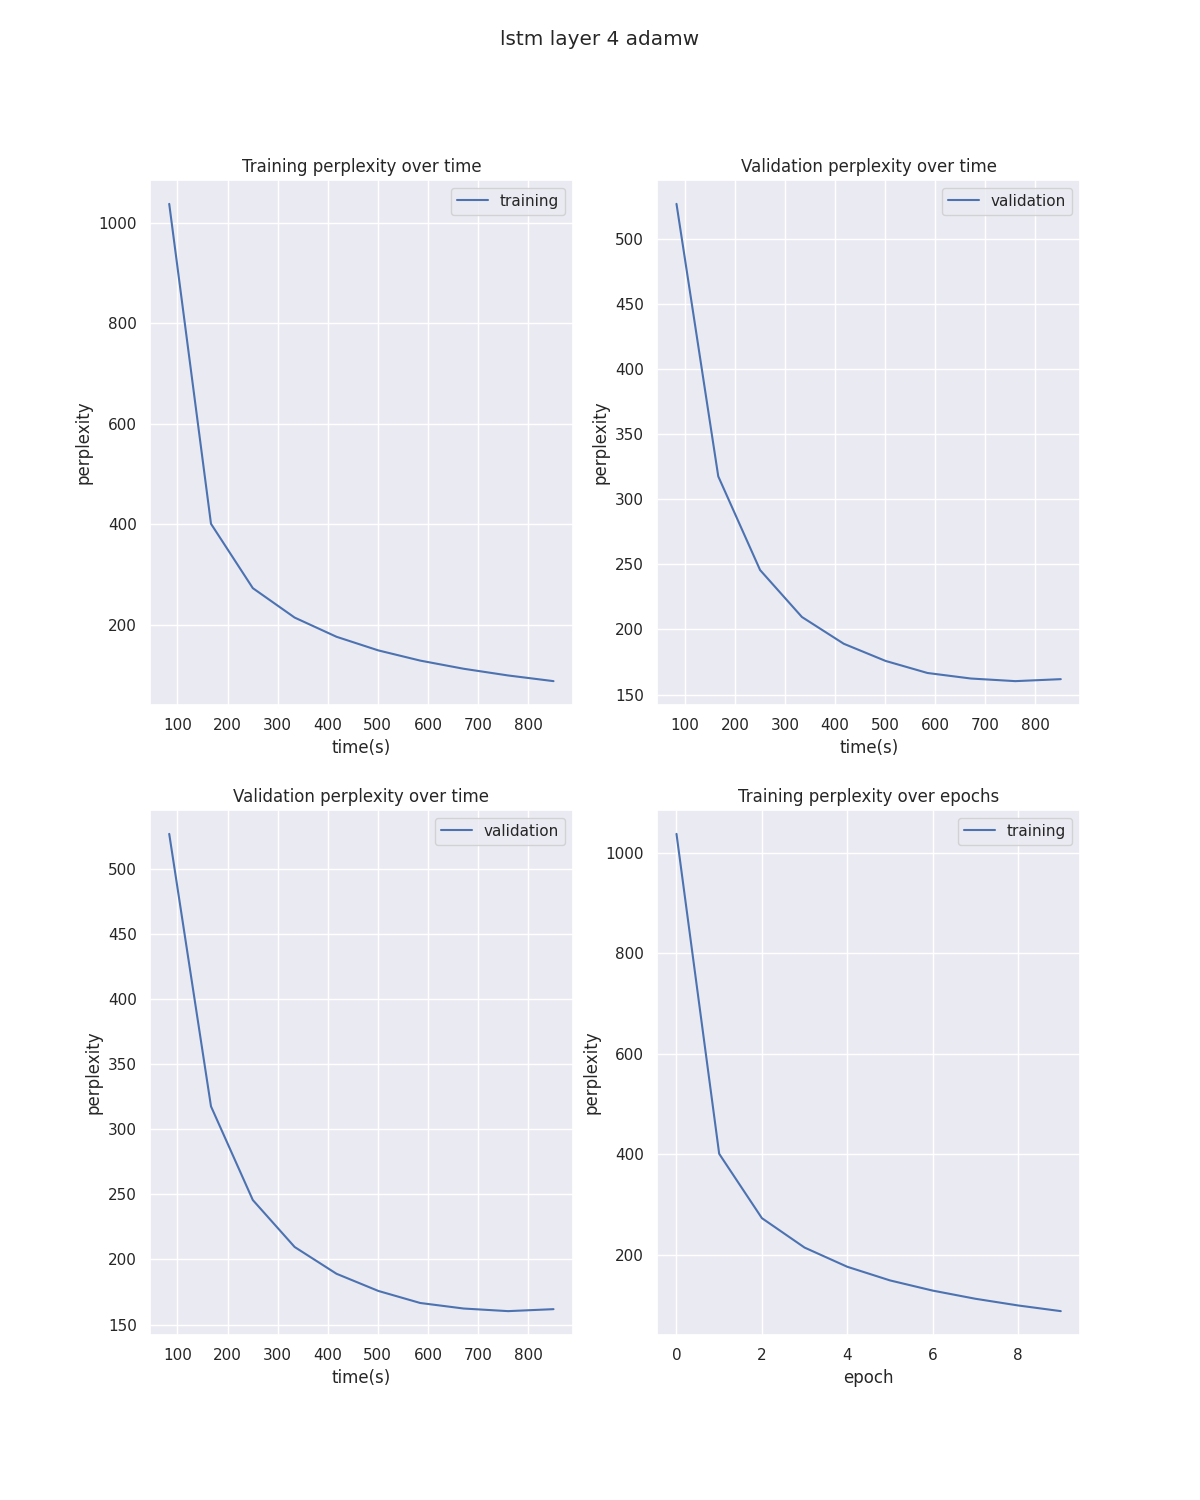 lstm layer 4 adamw
Training perplexity over time
training
1000
800
600
400
200
perplexity
100 200 300 400 500 600 700 800
time(s)
Validation perplexity over time
validation
500
450
400
350
300
250
200
150
perplexity
100 200 300 400 500 600 700 800
time(s)
Validation perplexity over time
validation
500
450
400
350
300
250
200
150
perplexity
100 200 300 400 500 600 700 800
time(s)
Training perplexity over epochs
training
1000
800
600
400
200
perplexity
0 2 4 6 8
epoch